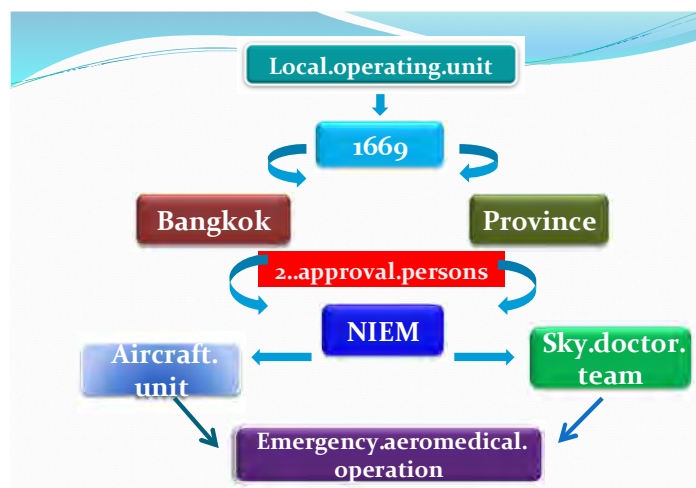 Local.operating.unit
1669
Bangkok
Province
2..approval.persons
NIEM
Aircraft.
unit
Sky.doctor.
team
Emergency.aeromedical.
operation